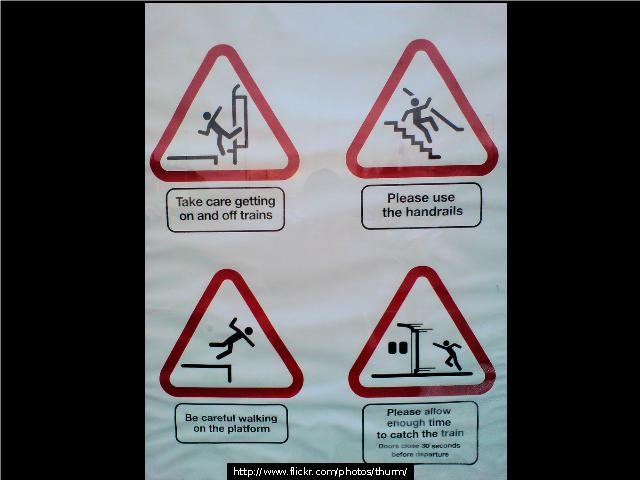 Take care getting
on and off trains
Please use
the handrails
Be careful walking
on the platform
Please allow
enough time
to catch the train
Doors close 30 seconds
before departure
http://www.flickr.com/photos/thurm/